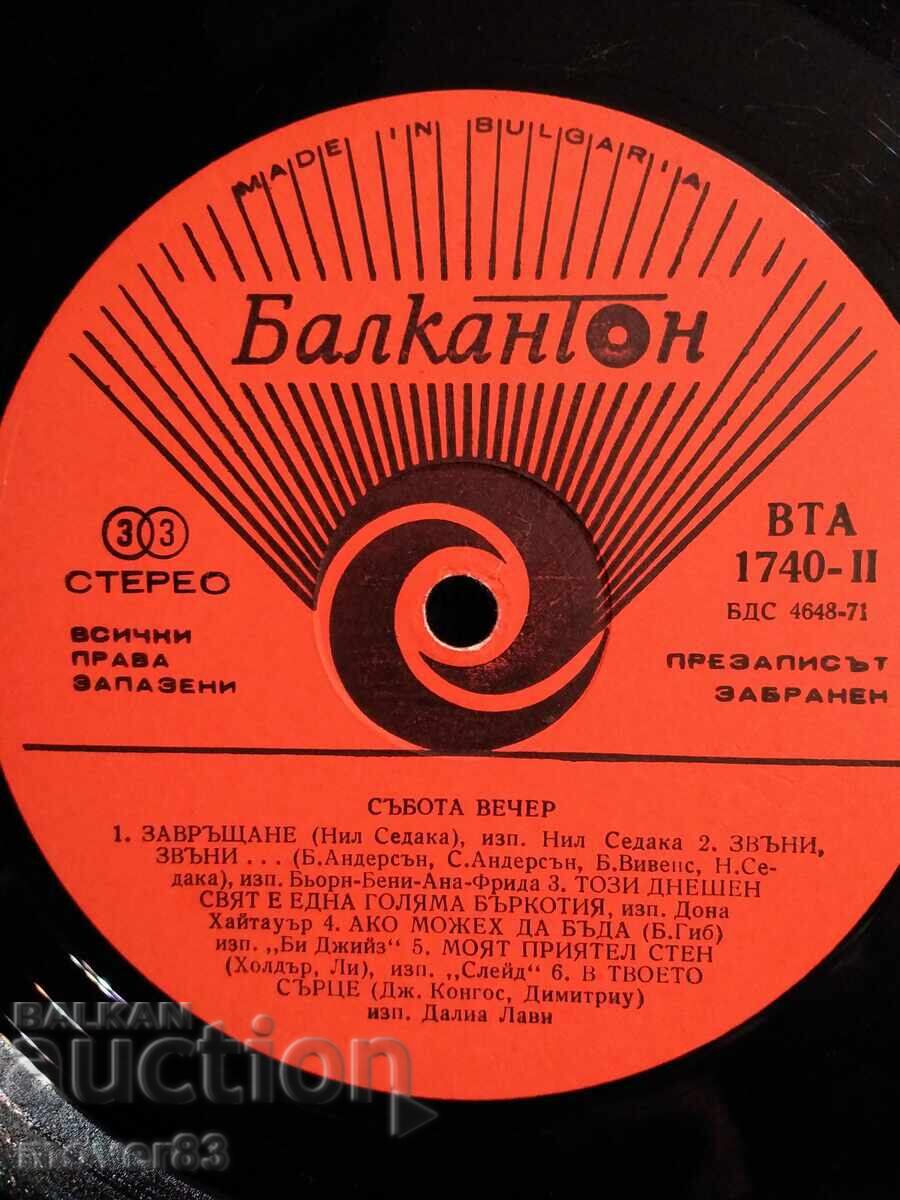 MADE IN BULGARIA
Балкантон
33
СТЕРЕО
ВСИЧНИ
ПРАВА
ЗАПАЗЕНИ
ВТА
1740-II
БДС 4648-71
ПРЕЗАПИСЪТ
ЗАБРАНЕН
СЪБОТА ВЕЧЕР
1. ЗАВРЪЩАНЕ (Нил Седака), изп. Нил Седака 2. ЗВЪНИ,
ЗВЪНИ... (Б.Андерсън, С.Андерсън, Б.Вивенс, Н.Се-
дака), изп. Бьорн-Бени-Ана-Фрида 3. ТОЗИ ДНЕШЕН
СВЯТ Е ЕДНА ГОЛЯМА БЪРКОТИЯ, изп. Дона
Хайтауър 4. АКО МОЖЕХ ДА БЪДА (Б.Гиб)
изп. „Би Джийз" 5. МОЯТ ПРИЯТЕЛ СТЕН
(Холдър, Ли), изп. „Слейд" 6. В ТВОЕТО
СЪРЦЕ (Дж. Конгос, Димитриу)
изп. Далиа Лави
BALKAN
auction
mower83